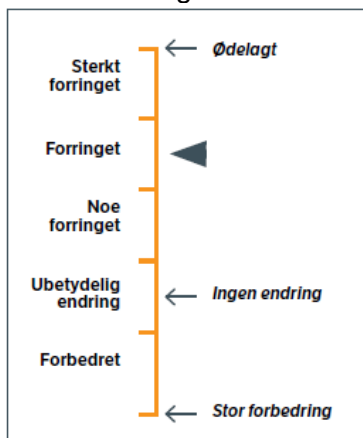 Ødelagt
Sterkt
forringet
Forringet
Noe
forringet
Ubetydelig
endring
Ingen endring
Forbedret
Stor forbedring